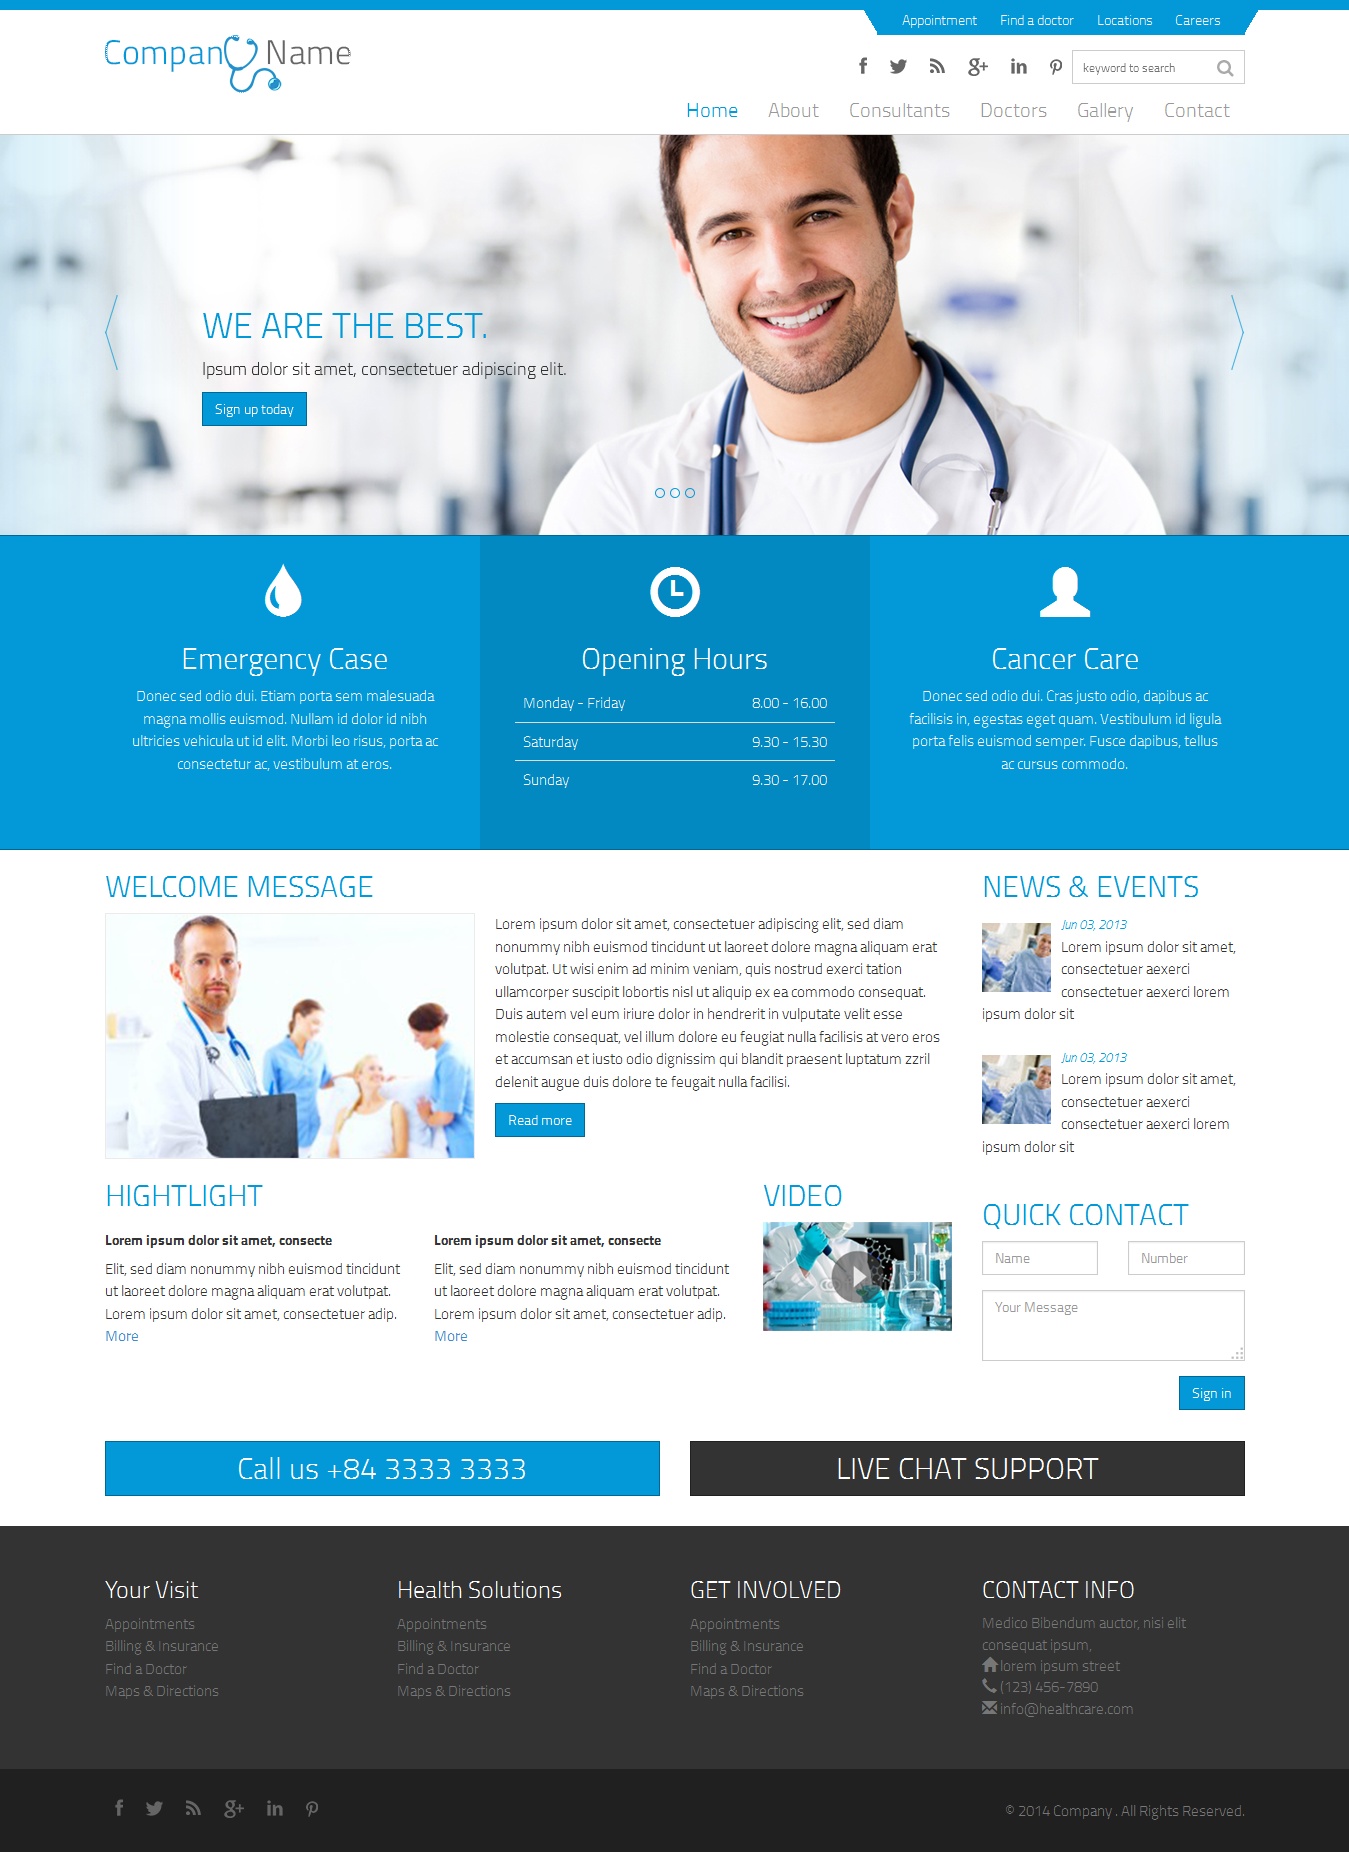 Appointment Find a doctor Locations Careers
Company Name
keyword to search
Home About Consultants Doctors Gallery Contact
WE ARE THE BEST.
Ipsum dolor sit amet, consectetuer adipiscing elit.
Sign up today
Emergency Case
Donec sed odio dui. Etiam porta sem malesuada
magna mollis euismod. Nullam id dolor id nibh
ultricies vehicula ut id elit. Morbi leo risus, porta ac
consectetur ac, vestibulum at eros.
Opening Hours
Monday - Friday 8.00 - 16.00
Saturday 9.30 - 15.30
Sunday 9.30 - 17.00
Cancer Care
Donec sed odio dui. Cras justo odio, dapibus ac
facilisis in, egestas eget quam. Vestibulum id ligula
porta felis euismod semper. Fusce dapibus, tellus
ac cursus commodo.
WELCOME MESSAGE
Lorem ipsum dolor sit amet, consectetuer adipiscing elit, sed diam
nonummy nibh euismod tincidunt ut laoreet dolore magna aliquam erat
volutpat. Ut wisi enim ad minim veniam, quis nostrud exerci tation
ullamcorper suscipit lobortis nisl ut aliquip ex ea commodo consequat.
Duis autem vel eum iriure dolor in hendrerit in vulputate velit esse
molestie consequat, vel illum dolore eu feugiat nulla facilisis at vero eros
et accumsan et iusto odio dignissim qui blandit praesent luptatum zzril
delenit augue duis dolore te feugait nulla facilisi.
Read more
NEWS & EVENTS
Jun 03, 2013
Lorem ipsum dolor sit amet,
consectetuer aexerci
consectetuer aexerci lorem
ipsum dolor sit
Jun 03, 2013
Lorem ipsum dolor sit amet,
consectetuer aexerci
consectetuer aexerci lorem
ipsum dolor sit
HIGHTLIGHT
Lorem ipsum dolor sit amet, consecte
Elit, sed diam nonummy nibh euismod tincidunt
ut laoreet dolore magna aliquam erat volutpat.
Lorem ipsum dolor sit amet, consectetuer adip.
More
Lorem ipsum dolor sit amet, consecte
Elit, sed diam nonummy nibh euismod tincidunt
ut laoreet dolore magna aliquam erat volutpat.
Lorem ipsum dolor sit amet, consectetuer adip.
More
VIDEO
QUICK CONTACT
Name Number
Your Message
Sign in
Call us +84 3333 3333
LIVE CHAT SUPPORT
Your Visit
Appointments
Billing & Insurance
Find a Doctor
Maps & Directions
Health Solutions
Appointments
Billing & Insurance
Find a Doctor
Maps & Directions
GET INVOLVED
Appointments
Billing & Insurance
Find a Doctor
Maps & Directions
CONTACT INFO
Medico Bibendum auctor, nisi elit
consequat ipsum,
lorem ipsum street
(123) 456-7890
info@healthcare.com
© 2014 Company . All Rights Reserved.